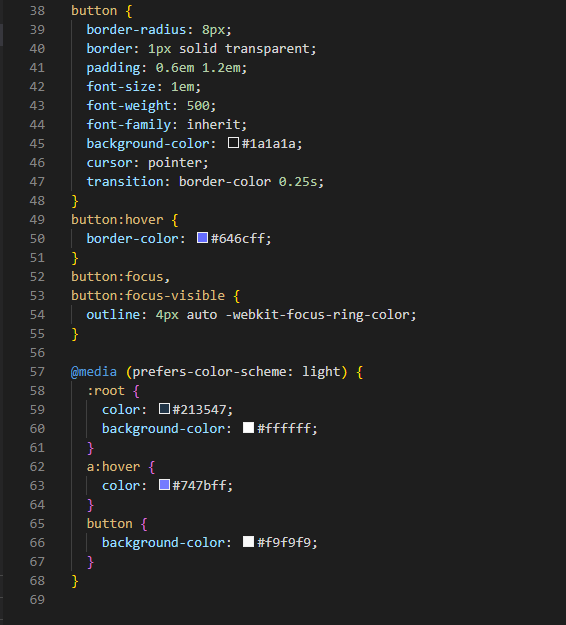 38 button {
39   border-radius: 8px;
40   border: 1px solid transparent;
41   padding: 0.6em 1.2em;
42   font-size: 1em;
43   font-weight: 500;
44   font-family: inherit;
45   background-color: #1a1a1a;
46   cursor: pointer;
47   transition: border-color 0.25s;
48 }
49 button:hover {
50   border-color: #646cff;
51 }
52 button:focus,
53 button:focus-visible {
54   outline: 4px auto -webkit-focus-ring-color;
55 }
56
57 @media (prefers-color-scheme: light) {
58   :root {
59     color: #213547;
60     background-color: #ffffff;
61   }
62   a:hover {
63     color: #747bff;
64   }
65   button {
66     background-color: #f9f9f9;
67   }
68 }
69